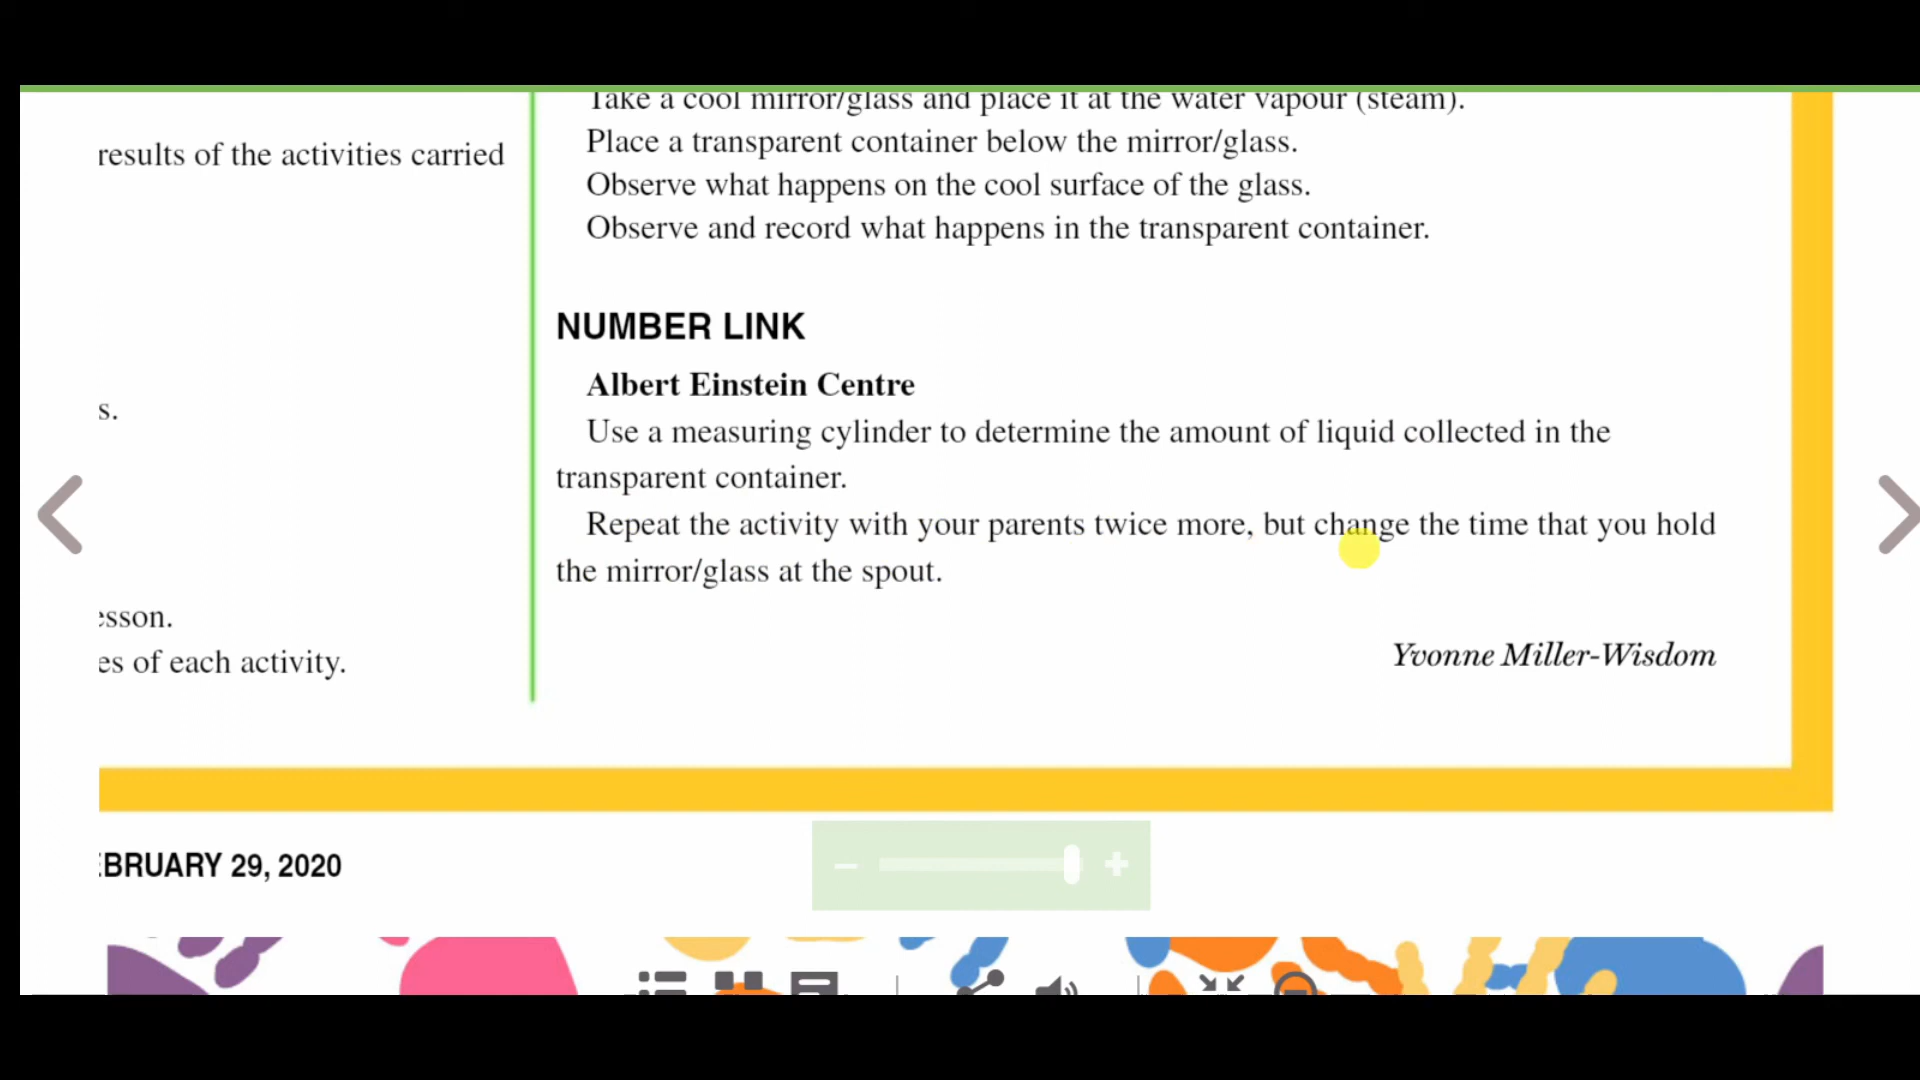 results of the activities carried
s.
esson.
es of each activity.
Take a cool mirror/glass and place it at the water vapour (steam).
Place a transparent container below the mirror/glass.
Observe what happens on the cool surface of the glass.
Observe and record what happens in the transparent container.
NUMBER LINK
Albert Einstein Centre
Use a measuring cylinder to determine the amount of liquid collected in the
transparent container.
Repeat the activity with your parents twice more, but change the time that you hold
the mirror/glass at the spout.
Yvonne Miller-Wisdom
EBRUARY 29, 2020